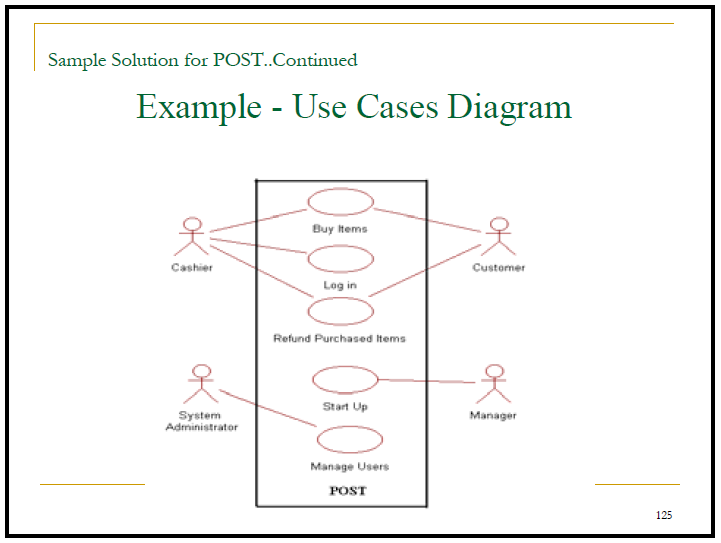 Sample Solution for POST..Continued
Example - Use Cases Diagram
Buy Items
Cashier
Customer
Log in
Refund Purchased Items
Start Up
System
Administrator
Manager
Manage Users
POST
125